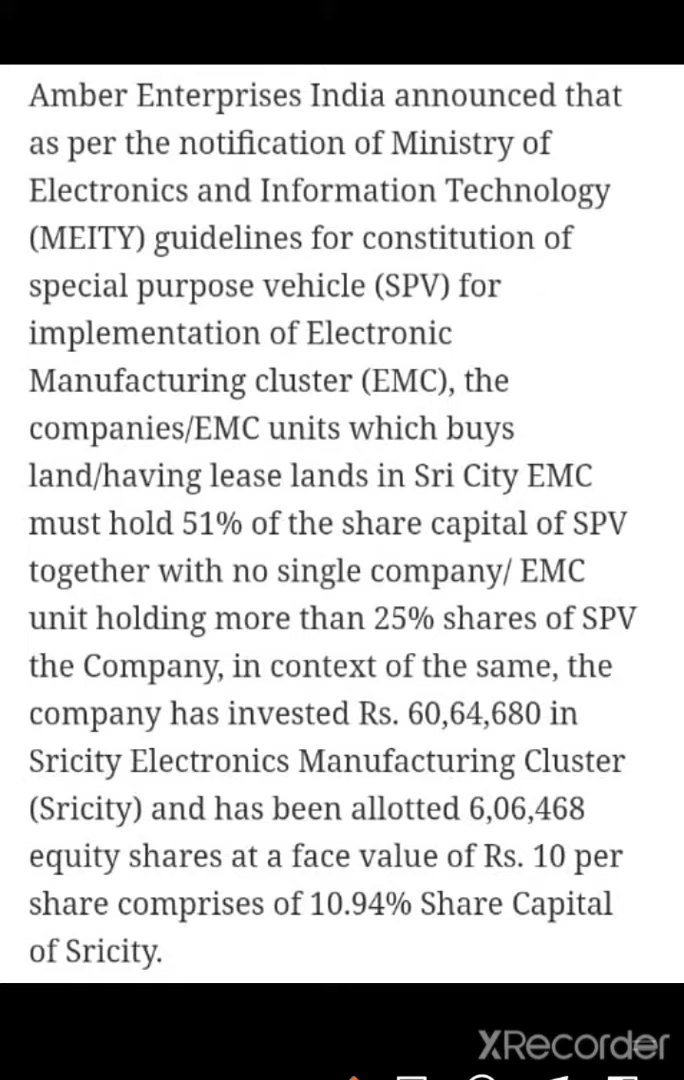 Amber Enterprises India announced that
as per the notification of Ministry of
Electronics and Information Technology
(MEITY) guidelines for constitution of
special purpose vehicle (SPV) for
implementation of Electronic
Manufacturing cluster (EMC), the
companies/EMC units which buys
land/having lease lands in Sri City EMC
must hold 51% of the share capital of SPV
together with no single company/ EMC
unit holding more than 25% shares of SPV
the Company, in context of the same, the
company has invested Rs. 60,64,680 in
Sricity Electronics Manufacturing Cluster
(Sricity) and has been allotted 6,06,468
equity shares at a face value of Rs. 10 per
share comprises of 10.94% Share Capital
of Sricity.
XRecorder